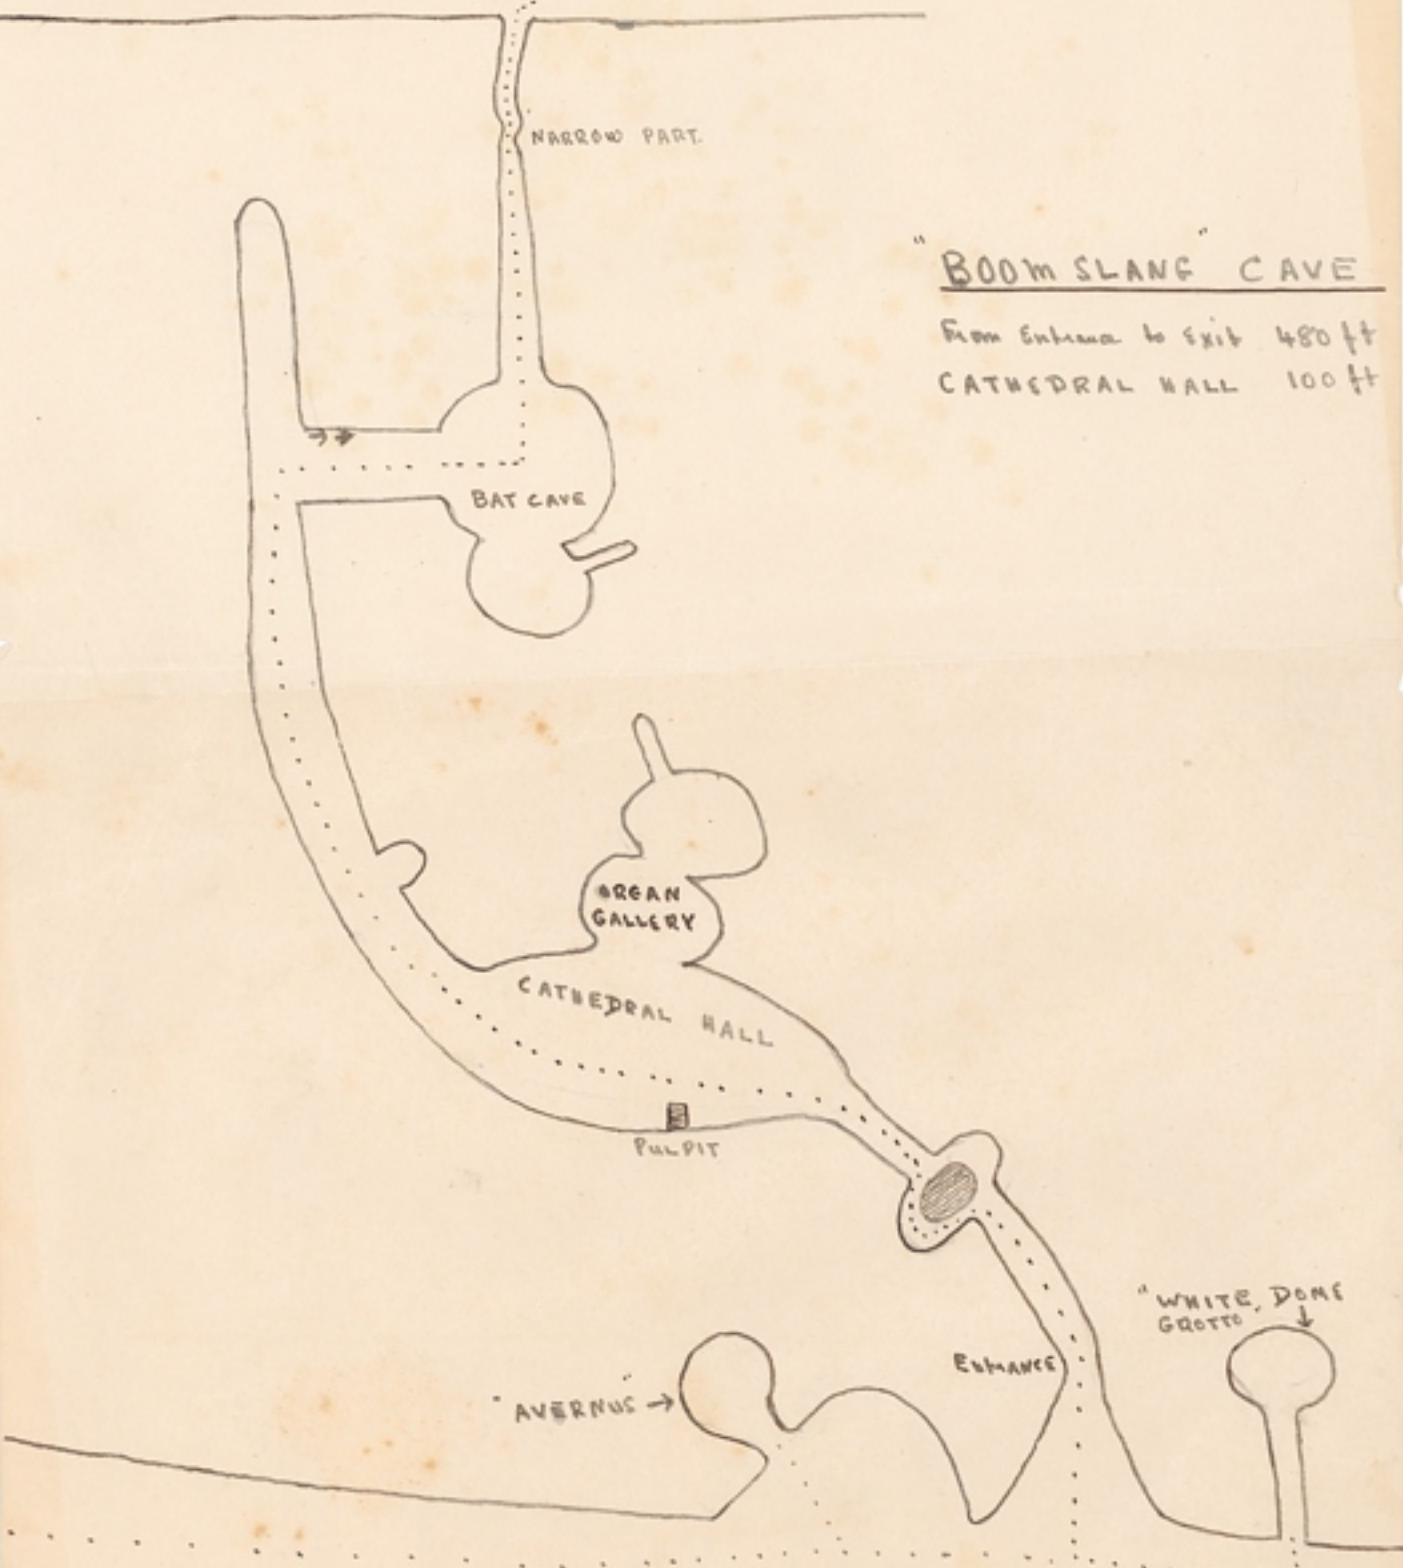 NARROW PART.
"BOOMSLANG" CAVE
From Entrance to Exit 480 ft
CATHEDRAL HALL 100 ft
BAT CAVE
ORGAN
GALLERY
CATHEDRAL HALL
PULPIT
"WHITE DOME
GROTTO"
ENTRANCE
"AVERNUS"